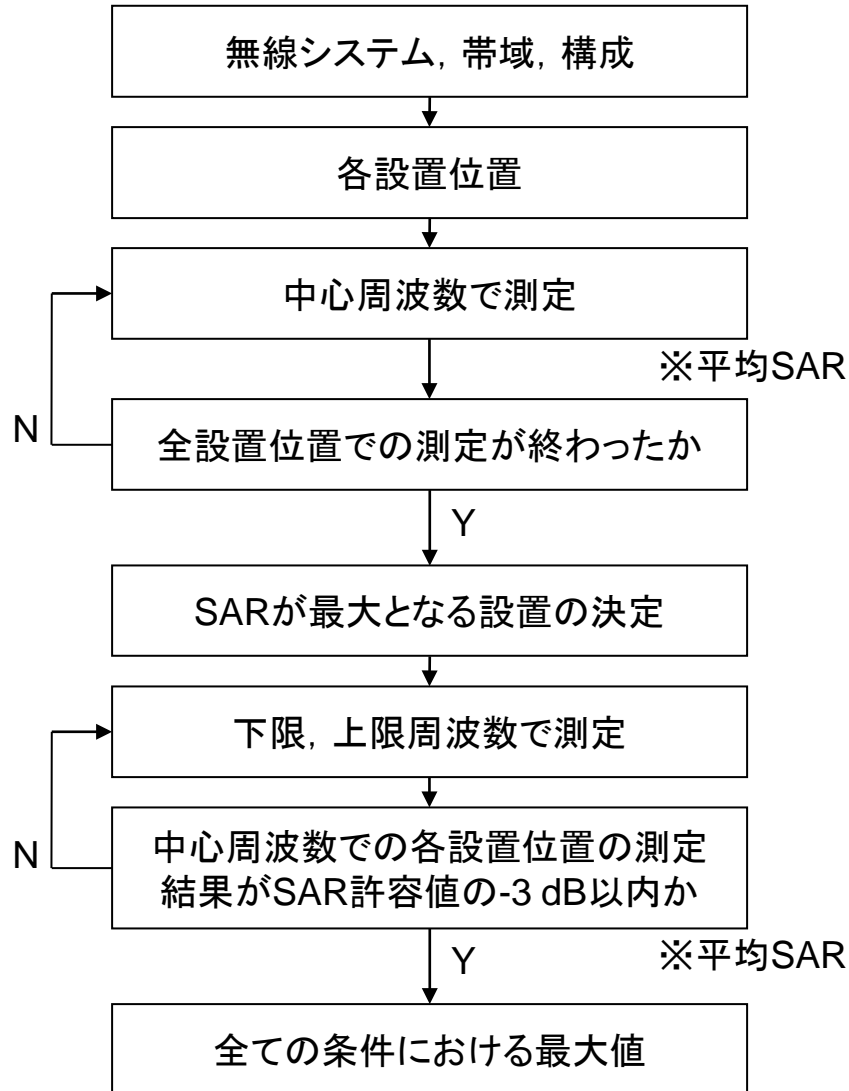 無線システム，帯域，構成
各設置位置
中心周波数で測定
※平均SAR
N
全設置位置での測定が終わったか
Y
SARが最大となる設置の決定
下限，上限周波数で測定
N
中心周波数での各設置位置の測定
結果がSAR許容値の-3 dB以内か
Y
※平均SAR
全ての条件における最大値